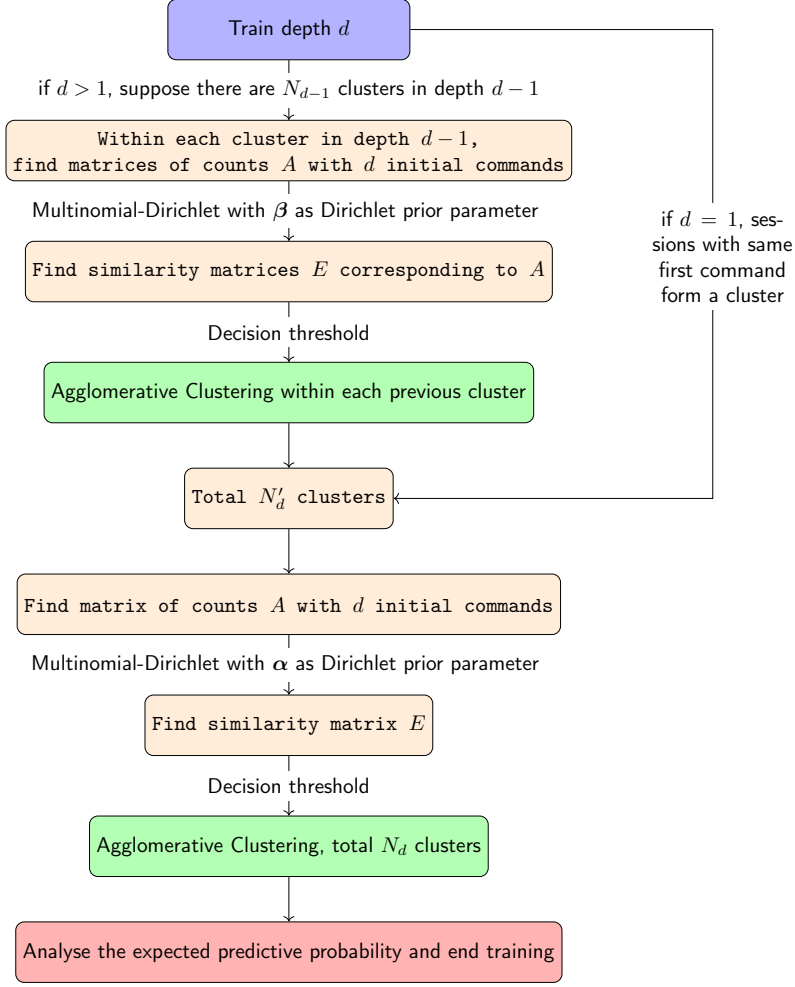 Train depth d
if d > 1, suppose there are N_{d−1} clusters in depth d − 1
Within each cluster in depth d − 1,
find matrices of counts A with d initial commands
Multinomial-Dirichlet with β as Dirichlet prior parameter
if d = 1, ses-
sions with same
first command
form a cluster
Find similarity matrices E corresponding to A
Decision threshold
Agglomerative Clustering within each previous cluster
Total N′_d clusters
Find matrix of counts A with d initial commands
Multinomial-Dirichlet with α as Dirichlet prior parameter
Find similarity matrix E
Decision threshold
Agglomerative Clustering, total N_d clusters
Analyse the expected predictive probability and end training